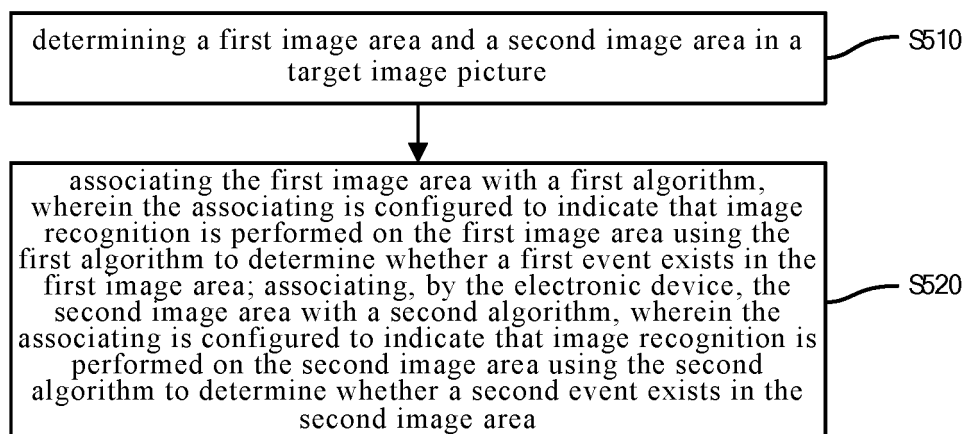 determining a first image area and a second image area in a
target image picture
S510
associating the first image area with a first algorithm,
wherein the associating is configured to indicate that image
recognition is performed on the first image area using the
first algorithm to determine whether a first event exists in the
first image area; associating, by the electronic device, the
second image area with a second algorithm, wherein the
associating is configured to indicate that image recognition is
performed on the second image area using the second
algorithm to determine whether a second event exists in the
second image area
S520